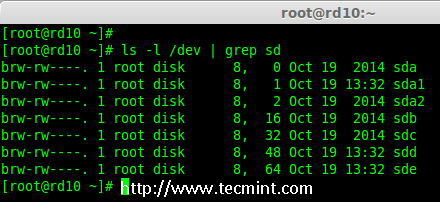 root@rd10:~
[root@rd10 ~]#
[root@rd10 ~]# ls -l /dev | grep sd
brw-rw----. 1 root disk      8,   0 Oct 19  2014 sda
brw-rw----. 1 root disk      8,   1 Oct 19 13:32 sda1
brw-rw----. 1 root disk      8,   2 Oct 19  2014 sda2
brw-rw----. 1 root disk      8,  16 Oct 19  2014 sdb
brw-rw----. 1 root disk      8,  32 Oct 19  2014 sdc
brw-rw----. 1 root disk      8,  48 Oct 19 13:32 sdd
brw-rw----. 1 root disk      8,  64 Oct 19 13:32 sde
[root@rd10 ~]# http://www.tecmint.com